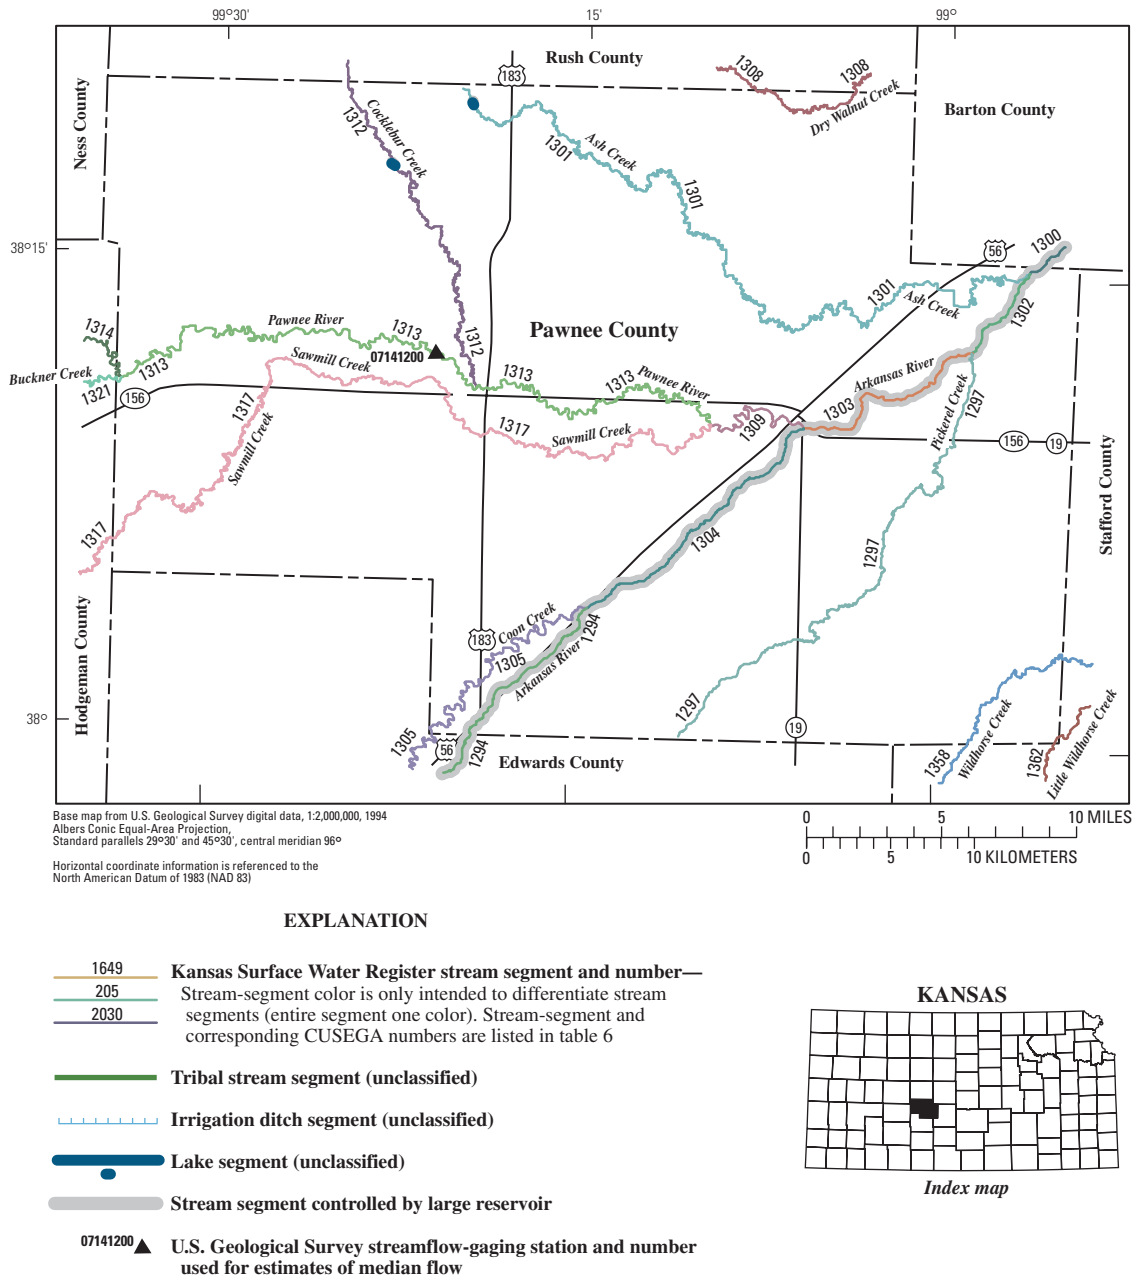 99°30'
15'
99°
Rush County
183
1308
1308
Dry Walnut Creek
Barton County
Ness County
Cocklebur Creek
1312
Ash Creek
1301
1301
38°15'
56
1300
1301
Ash Creek
1302
Pawnee County
Pawnee River
1313
1314
07141200
1312
Sawmill Creek
1313
Buckner Creek
1321
156
1313
1313
Pawnee River
Arkansas River
Pickerel Creek
1297
1303
1317
Sawmill Creek
1317
Sawmill Creek
1309
156
19
Stafford County
1317
1304
1297
Hodgeman County
Coon Creek
183
1294
1305
Arkansas River
38°
1297
19
1305
56
1294
Edwards County
1358
Wildhorse Creek
1362
Little Wildhorse Creek
Base map from U.S. Geological Survey digital data, 1:2,000,000, 1994
Albers Conic Equal-Area Projection,
Standard parallels 29°30' and 45°30', central meridian 96°
Horizontal coordinate information is referenced to the
North American Datum of 1983 (NAD 83)
0 5 10 MILES
0 5 10 KILOMETERS
EXPLANATION
1649
205
2030
Kansas Surface Water Register stream segment and number—
Stream-segment color is only intended to differentiate stream
segments (entire segment one color). Stream-segment and
corresponding CUSEGA numbers are listed in table 6
Tribal stream segment (unclassified)
Irrigation ditch segment (unclassified)
Lake segment (unclassified)
Stream segment controlled by large reservoir
07141200
U.S. Geological Survey streamflow-gaging station and number
used for estimates of median flow
KANSAS
Index map